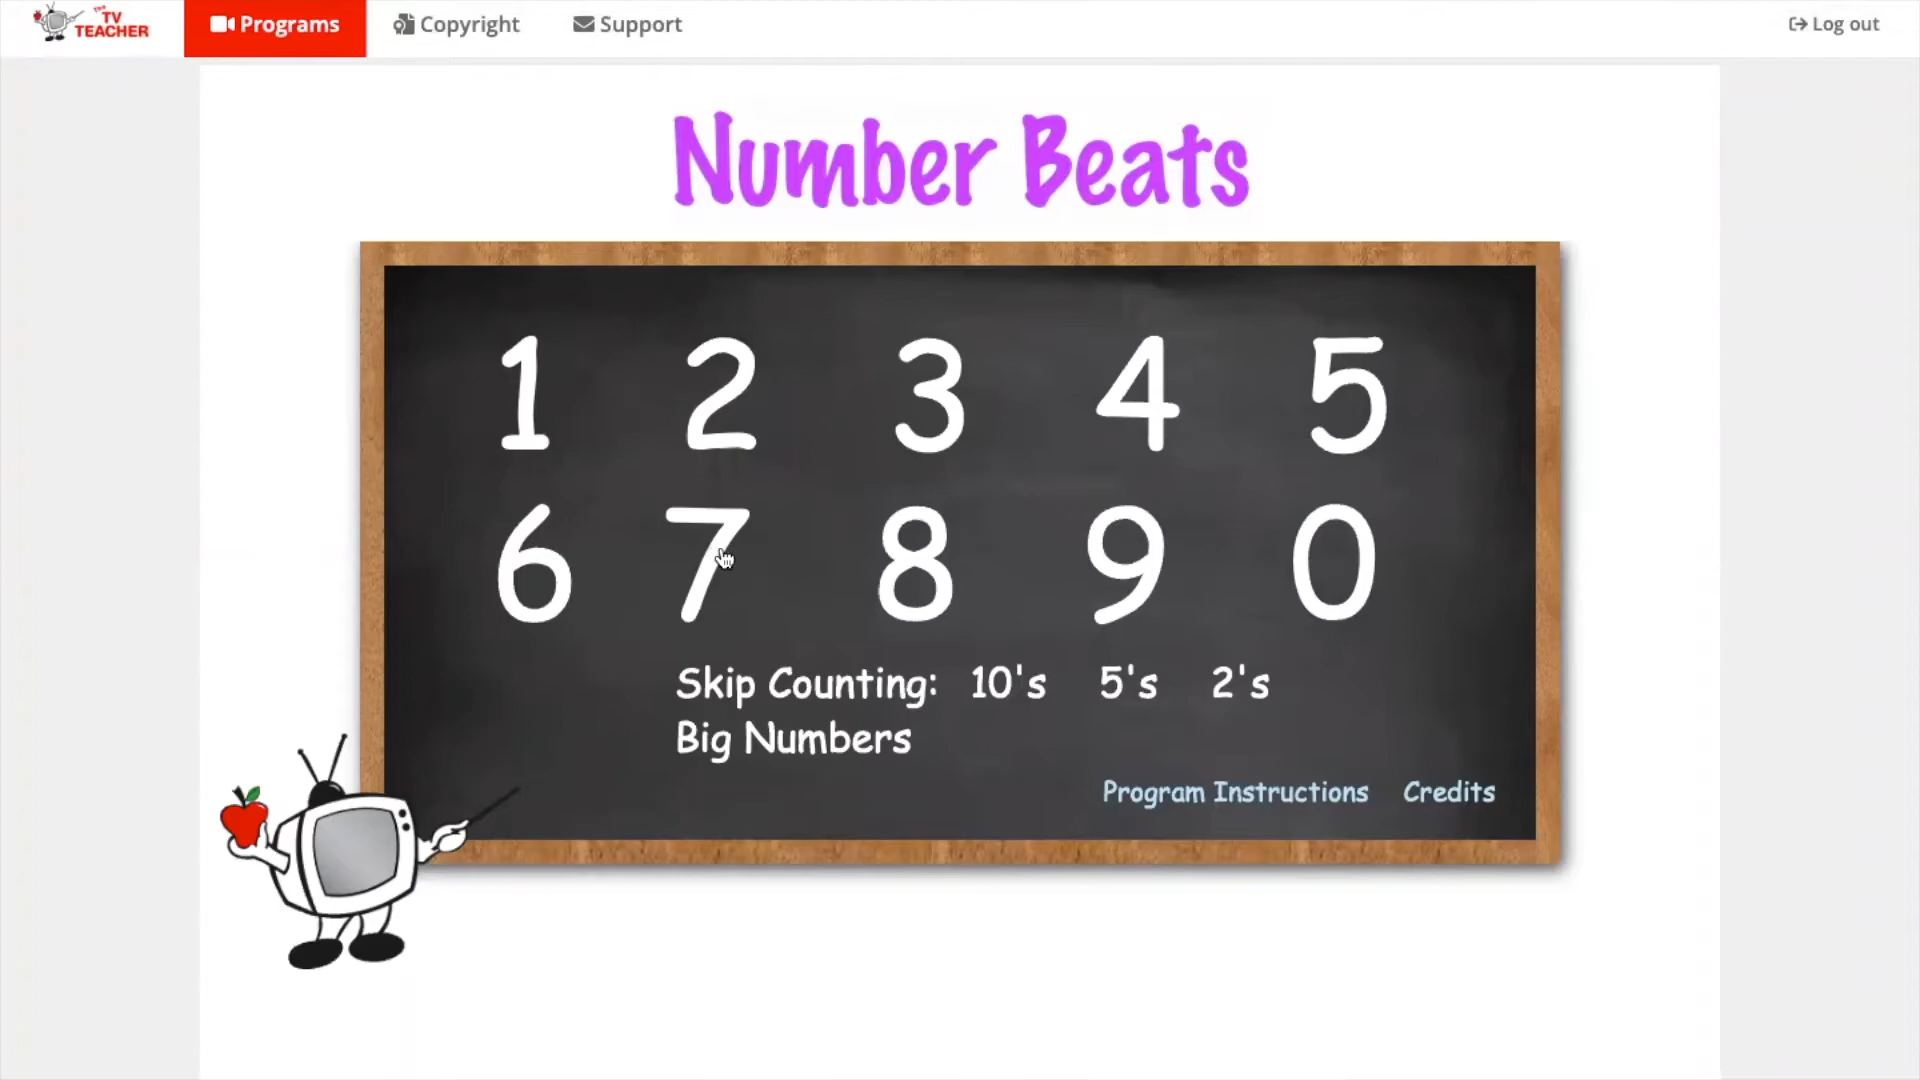 The TV TEACHER Programs Copyright Support Log out
Number Beats
1 2 3 4 5
6 7 8 9 0
Skip Counting: 10's 5's 2's
Big Numbers
Program Instructions Credits